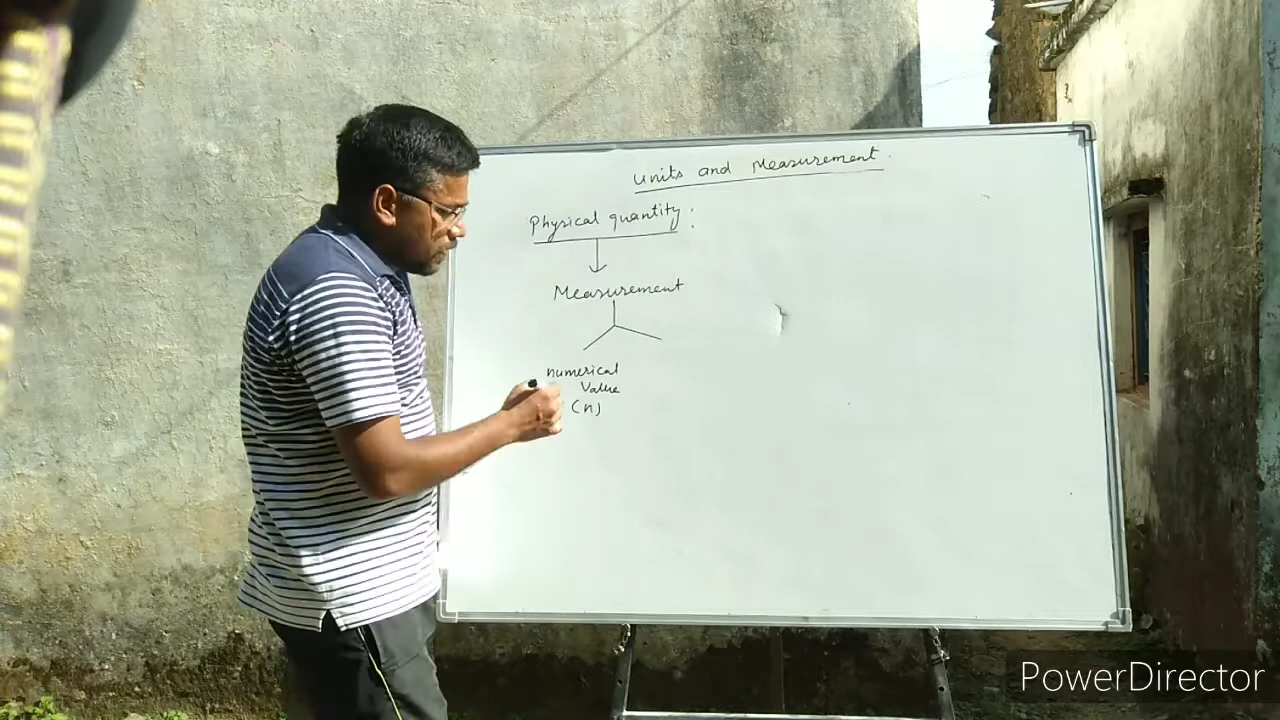 Units and Measurement.
Physical quantity :
Measurement
numerical
Value
(n)
PowerDirector